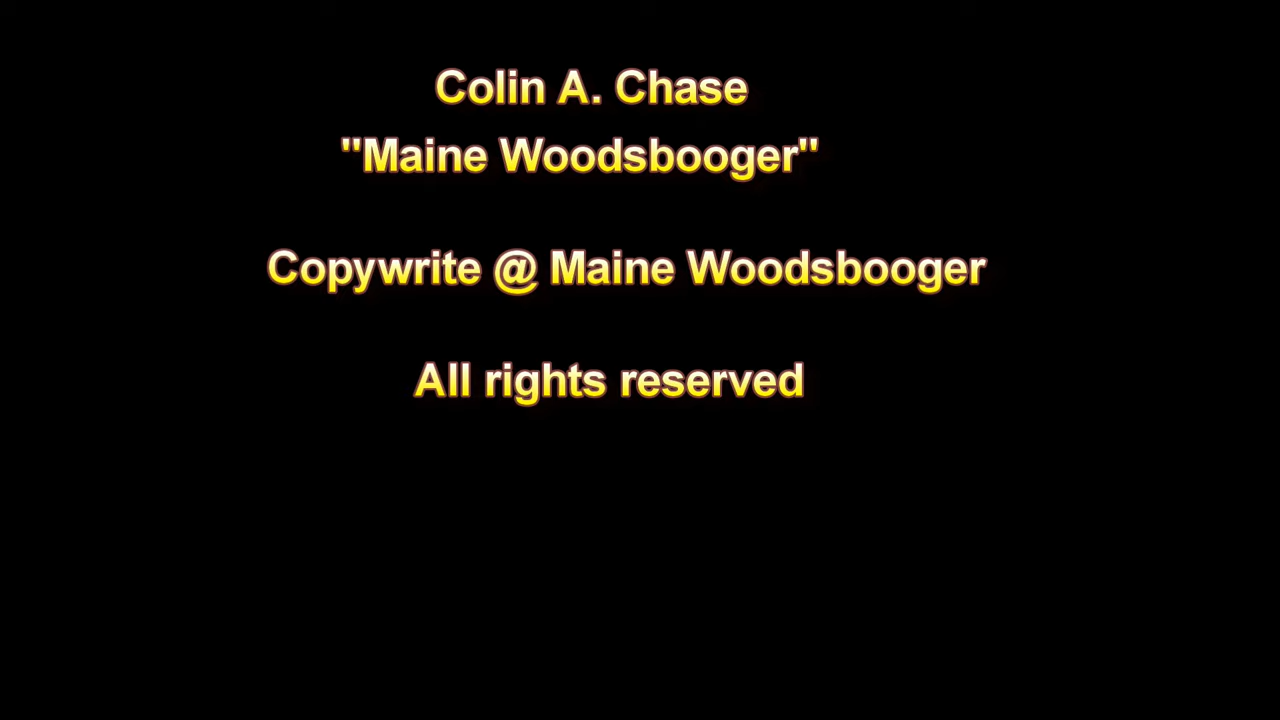 Colin A. Chase
"Maine Woodsbooger"
Copywrite @ Maine Woodsbooger
All rights reserved